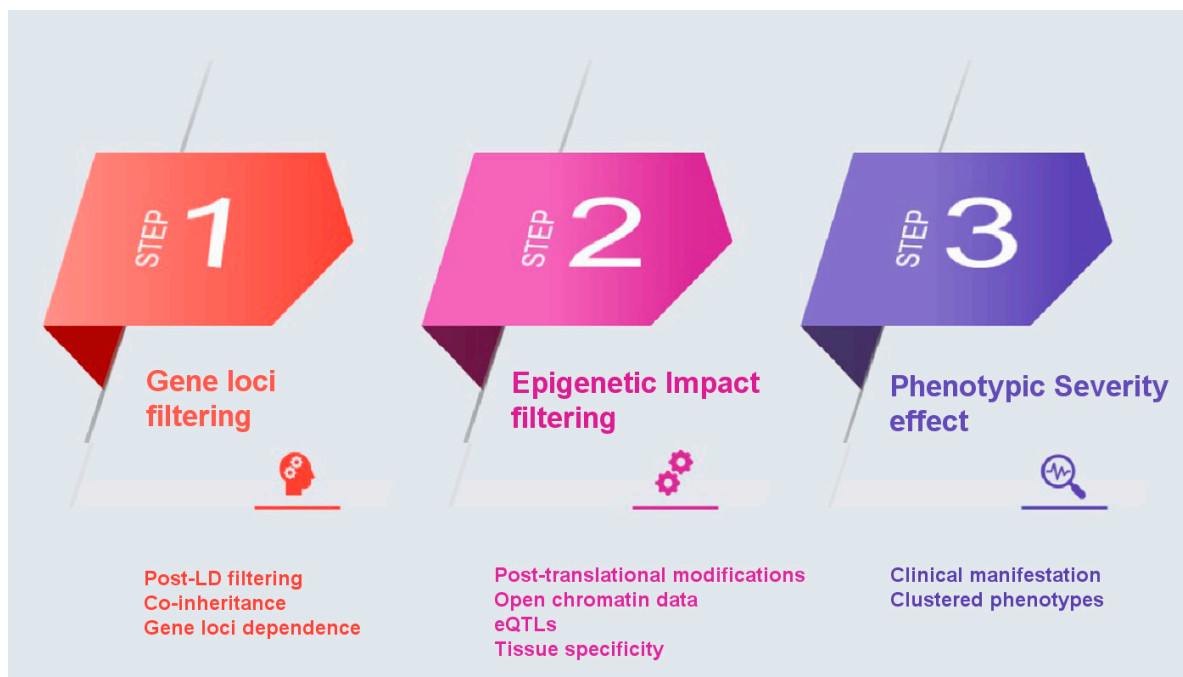 STEP 1
Gene loci
filtering
Post-LD filtering
Co-inheritance
Gene loci dependence
STEP 2
Epigenetic Impact
filtering
Post-translational modifications
Open chromatin data
eQTLs
Tissue specificity
STEP 3
Phenotypic Severity
effect
Clinical manifestation
Clustered phenotypes